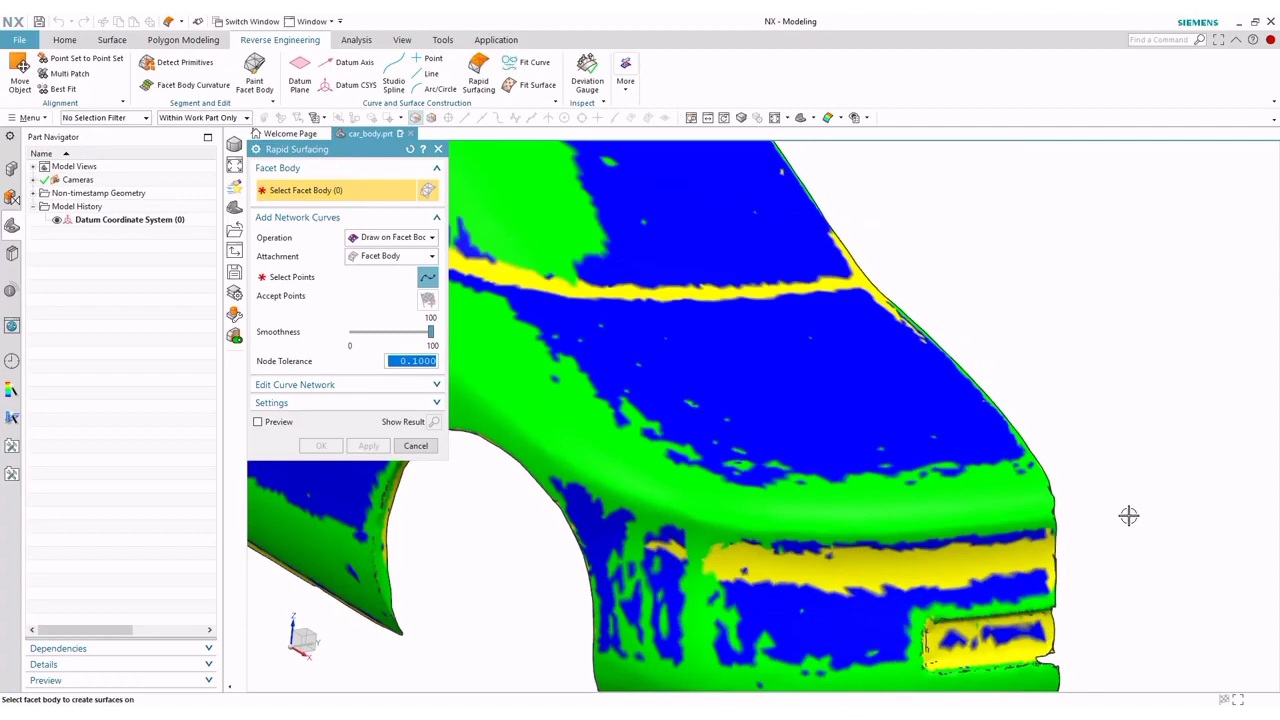 NX Switch Window Window NX - Modeling SIEMENS
File Home Surface Polygon Modeling Reverse Engineering Analysis View Tools Application Find a Command
Point Set to Point Set Detect Primitives Datum Axis Point Fit Curve
Multi Patch Line
Move Object Best Fit Face Body Curvature Paint Facet Body Datum Plane Datum CSYS Studio Spline Arc/Circle Rapid Surfacing Fit Surface Deviation Gauge More
Alignment Segment and Edit Curve and Surface Construction Inspect
Menu No Selection Filter Within Work Part Only
Part Navigator Welcome Page car_body.prt
Name
Model Views
Cameras
Non-timestamp Geometry
Model History
Datum Coordinate System (0)
Rapid Surfacing
Facet Body
Select Facet Body (0)
Add Network Curves
Operation Draw on Facet Boc
Attachment Facet Body
Select Points
Accept Points
100
Smoothness
0 100
Node Tolerance 0.1000
Edit Curve Network
Settings
Preview Show Result
OK Apply Cancel
Z
Y
X
Dependencies
Details
Preview
Select facet body to create surfaces on